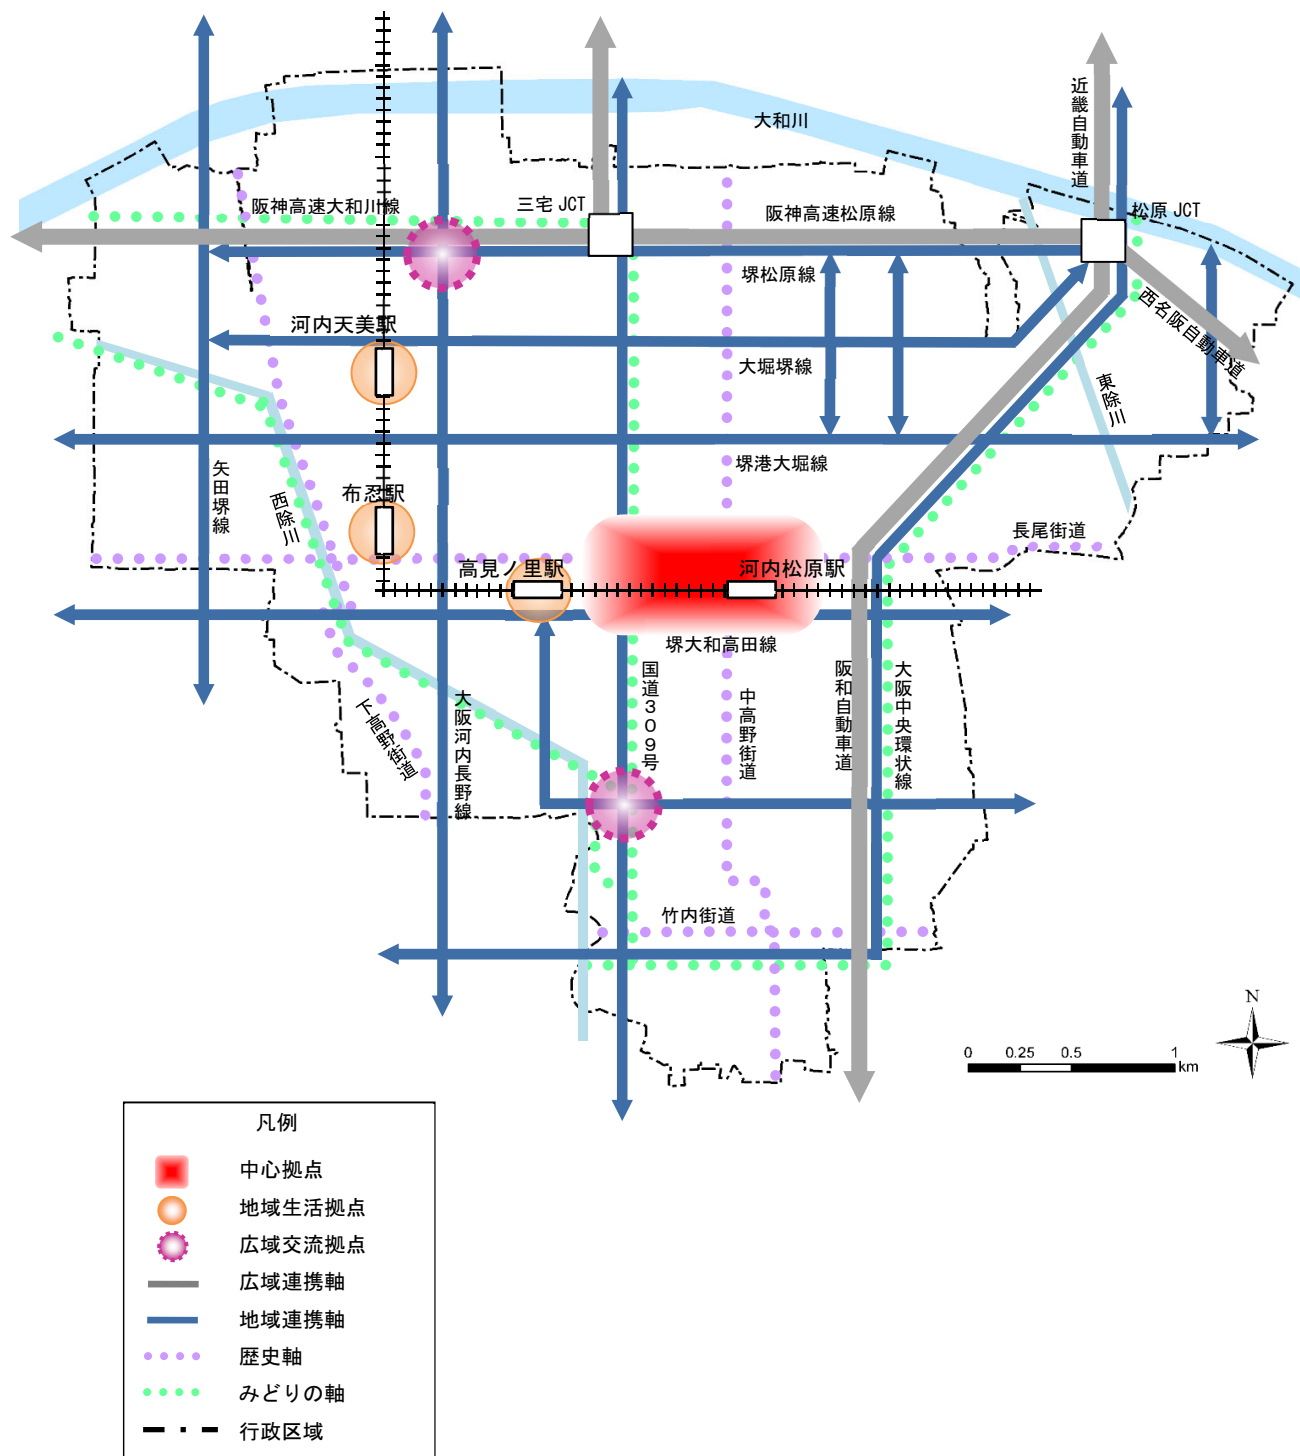 近畿自動車道
大和川
阪神高速大和川線
三宅 JCT
阪神高速松原線
松原 JCT
堺松原線
西名阪自動車道
河内天美駅
大堀堺線
東除川
矢田堺線
西除川
布忍駅
堺港大堀線
長尾街道
高見ノ里駅
河内松原駅
堺大和高田線
下高野街道
大阪河内長野線
国道309号
中高野街道
阪和自動車道
大阪中央環状線
竹内街道
N
0 0.25 0.5 1
km
凡例
中心拠点
地域生活拠点
広域交流拠点
広域連携軸
地域連携軸
歴史軸
みどりの軸
行政区域